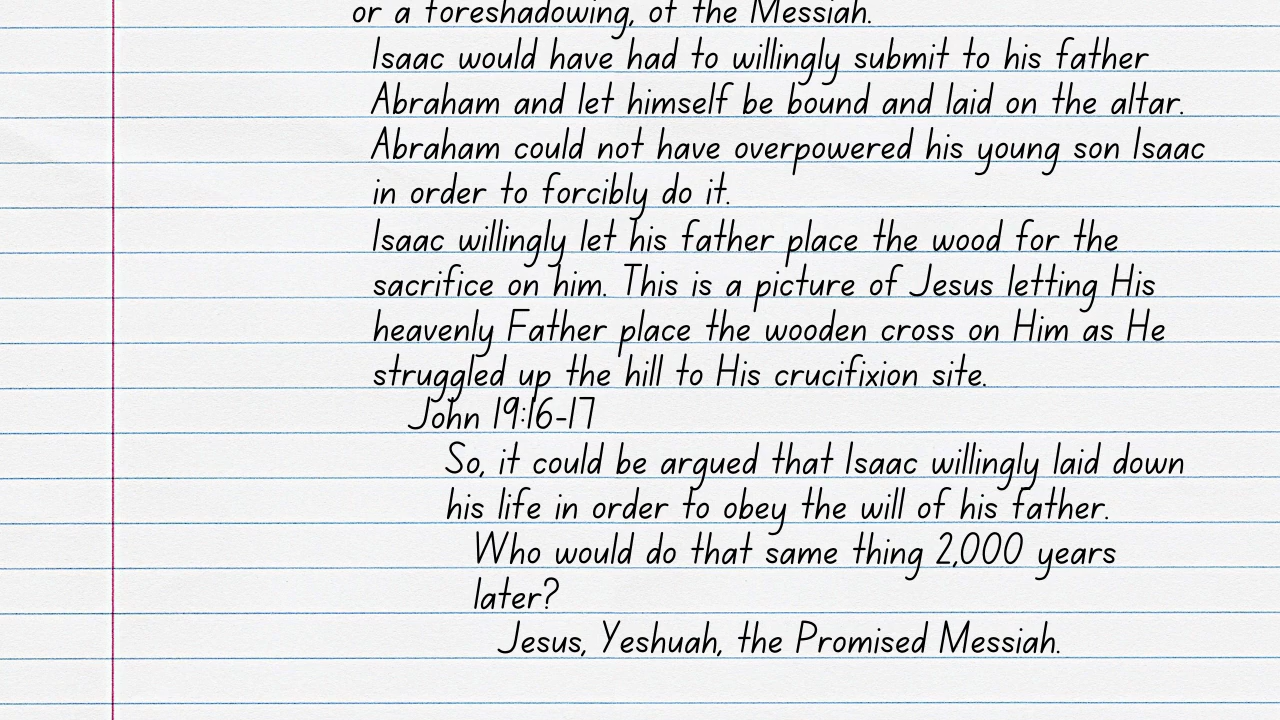 or a foreshadowing, of the Messiah.
Isaac would have had to willingly submit to his father
Abraham and let himself be bound and laid on the altar.
Abraham could not have overpowered his young son Isaac
in order to forcibly do it.
Isaac willingly let his father place the wood for the
sacrifice on him. This is a picture of Jesus letting His
heavenly Father place the wooden cross on Him as He
struggled up the hill to His crucifixion site.
John 19:16-17
So, it could be argued that Isaac willingly laid down
his life in order to obey the will of his father.
Who would do that same thing 2,000 years
later?
Jesus, Yeshuah, the Promised Messiah.